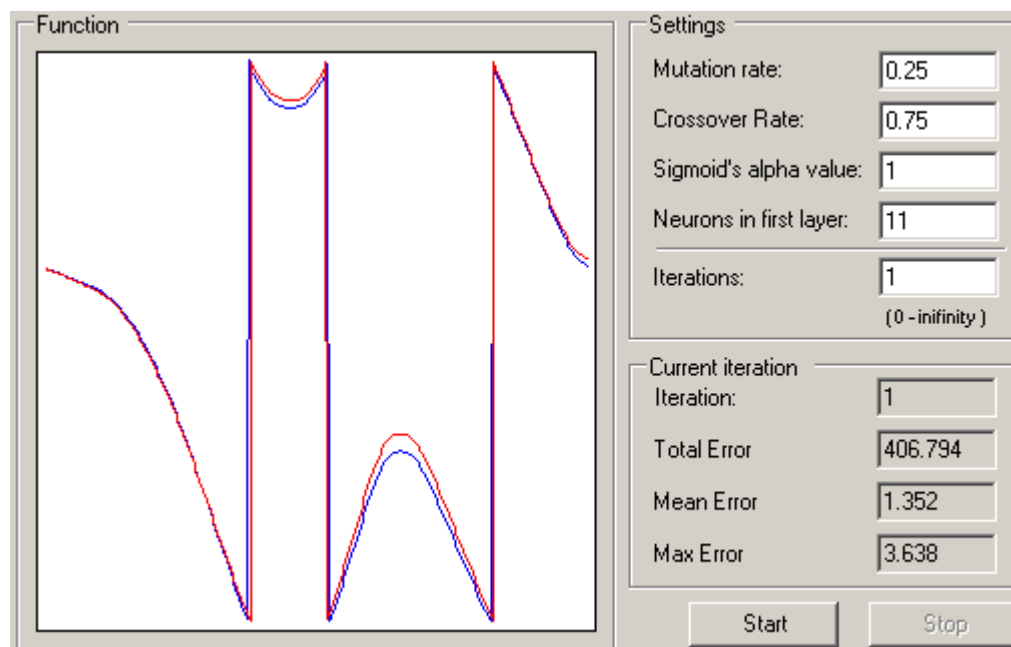 Function
Settings
Mutation rate: 0.25
Crossover Rate: 0.75
Sigmoid's alpha value: 1
Neurons in first layer: 11
Iterations: 1
( 0 - inifinity )
Current iteration
Iteration: 1
Total Error 406.794
Mean Error 1.352
Max Error 3.638
Start Stop